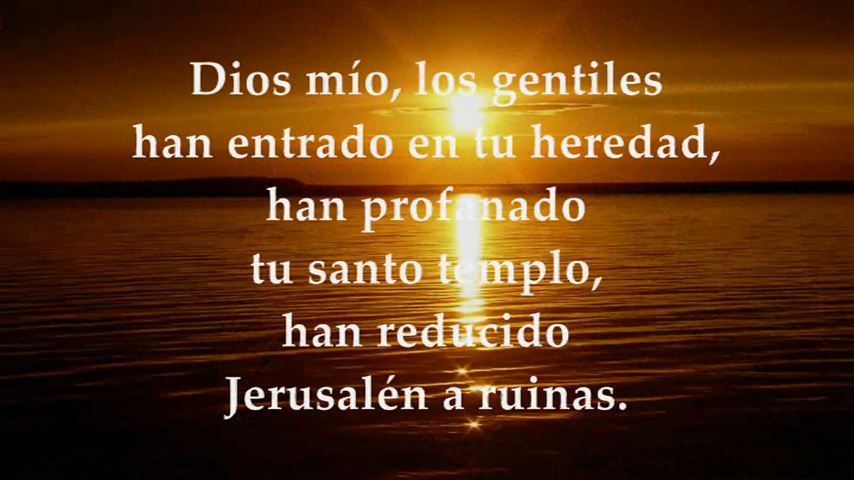 Dios mío, los gentiles
han entrado en tu heredad,
han profanado
tu santo templo,
han reducido
Jerusalén a ruinas.